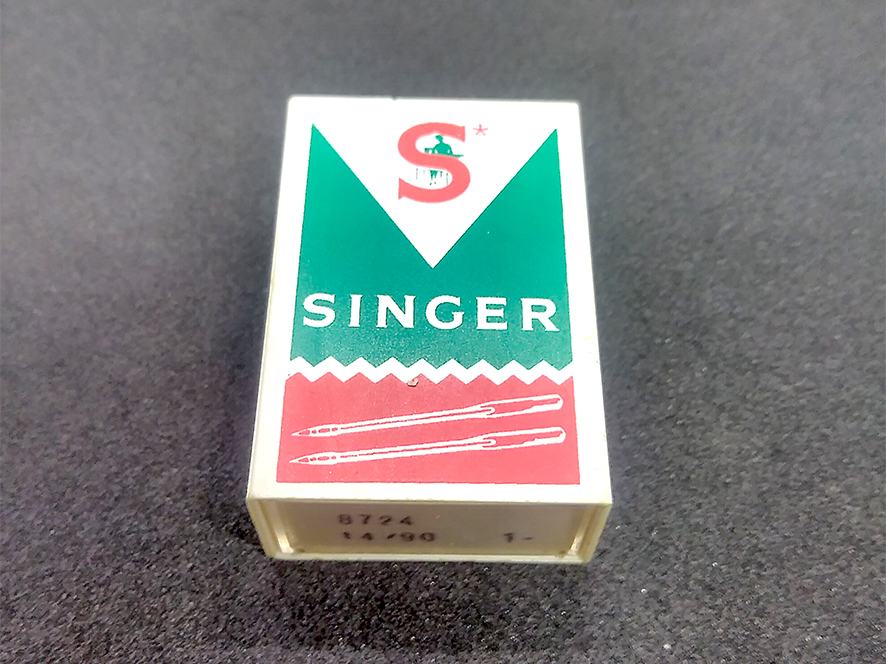 S*
SINGER
8724
14/90 1-